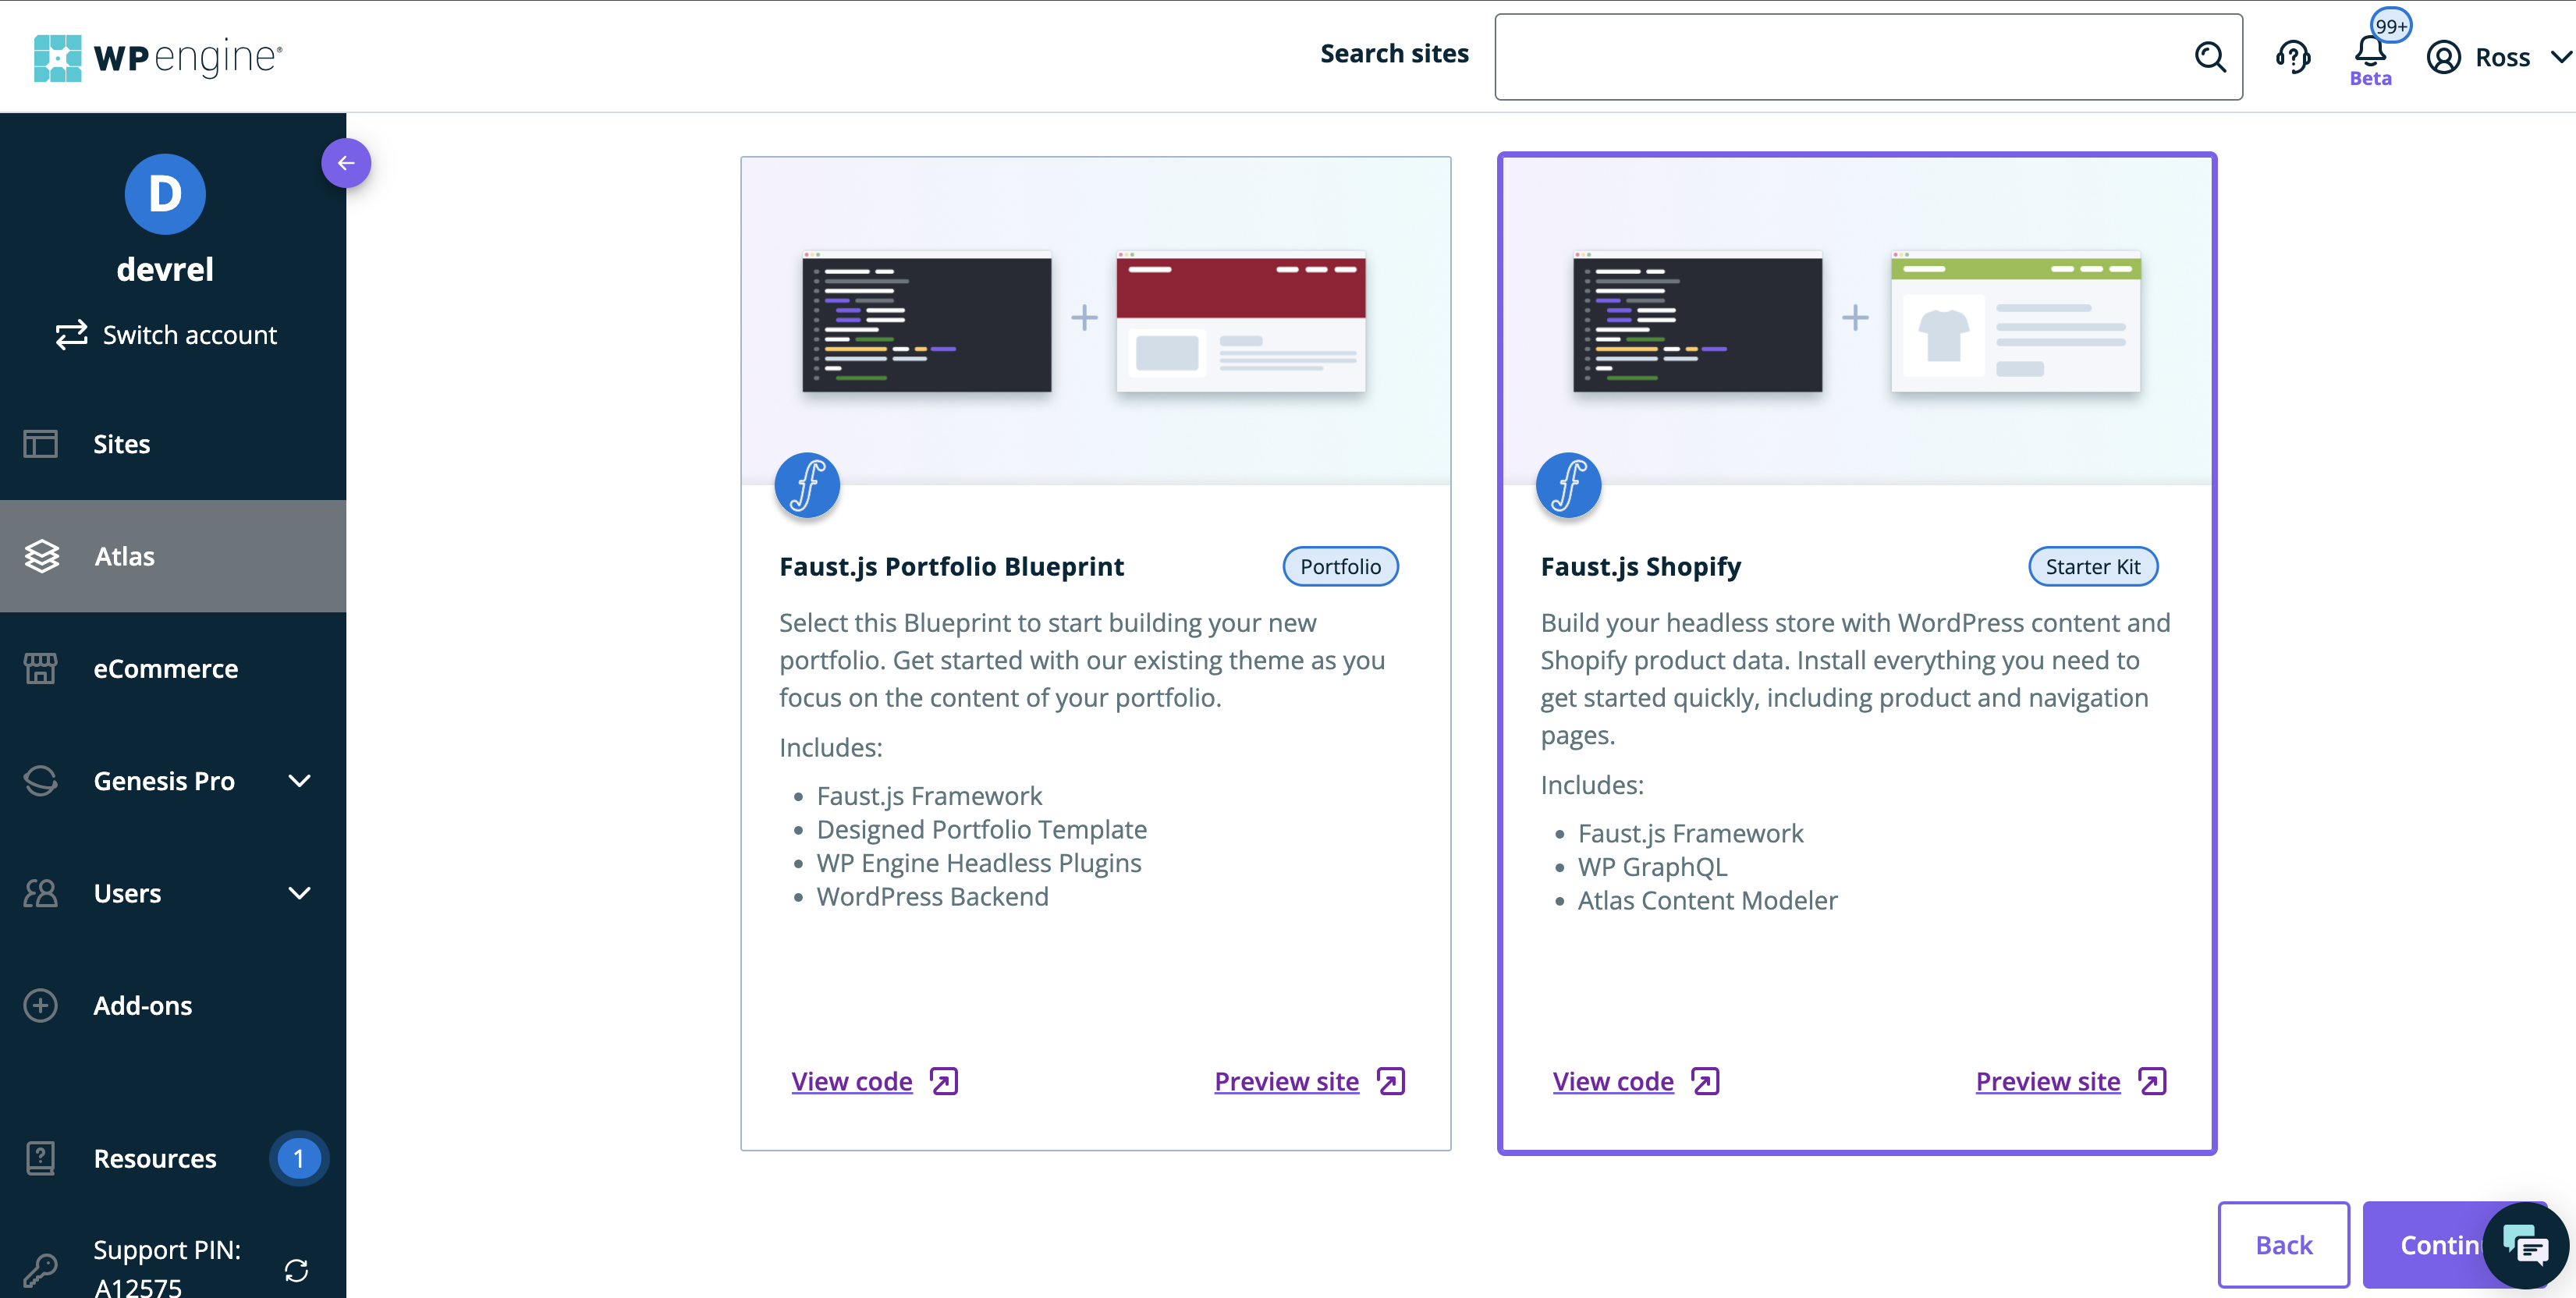 WP engine®
Search sites
99+
Beta
Ross
D
devrel
Switch account
Sites
Atlas
eCommerce
Genesis Pro
Users
Add-ons
Resources
1
Support PIN:
A12575
f
Faust.js Portfolio Blueprint
Portfolio
Select this Blueprint to start building your new
portfolio. Get started with our existing theme as you
focus on the content of your portfolio.
Includes:
• Faust.js Framework
• Designed Portfolio Template
• WP Engine Headless Plugins
• WordPress Backend
View code
Preview site
f
Faust.js Shopify
Starter Kit
Build your headless store with WordPress content and
Shopify product data. Install everything you need to
get started quickly, including product and navigation
pages.
Includes:
• Faust.js Framework
• WP GraphQL
• Atlas Content Modeler
View code
Preview site
Back